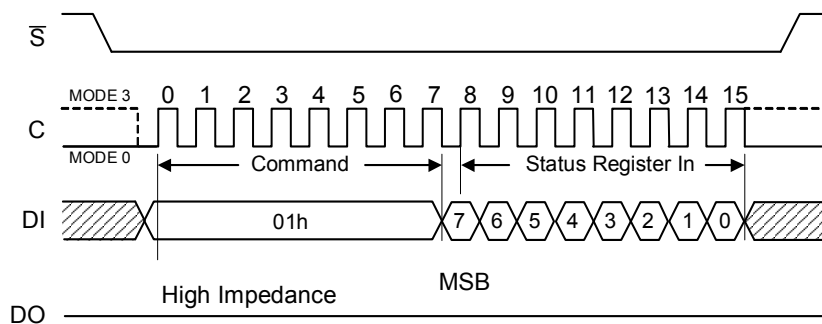 S
MODE 3 0 1 2 3 4 5 6 7 8 9 10 11 12 13 14 15
C
MODE 0
Command Status Register In
DI 01h 7 6 5 4 3 2 1 0
MSB
High Impedance
DO